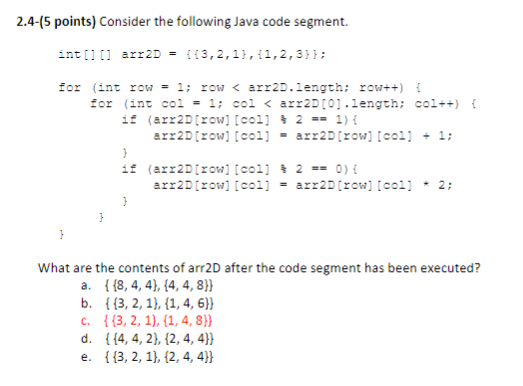 2.4-(5 points) Consider the following Java code segment.
int[][] arr2D = {{3,2,1},{1,2,3}};
for (int row = 1; row < arr2D.length; row++) {
for (int col = 1; col < arr2D[0].length; col++) {
if (arr2D[row][col] % 2 == 1){
arr2D[row][col] = arr2D[row][col] + 1;
}
if (arr2D[row][col] % 2 == 0){
arr2D[row][col] = arr2D[row][col] * 2;
}
}
}
What are the contents of arr2D after the code segment has been executed?
a. { {8, 4, 4}, {4, 4, 8}}
b. { {3, 2, 1}, {1, 4, 6}}
c. { {3, 2, 1}, {1, 4, 8}}
d. { {4, 4, 2}, {2, 4, 4}}
e. { {3, 2, 1}, {2, 4, 4}}